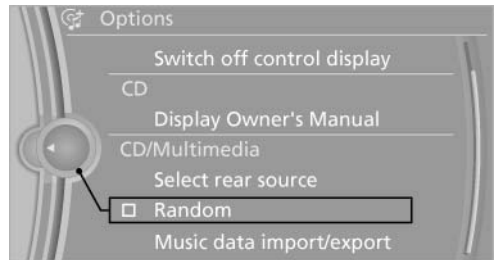 Options
Switch off control display
CD
Display Owner's Manual
CD/Multimedia
Select rear source
Random
Music data import/export